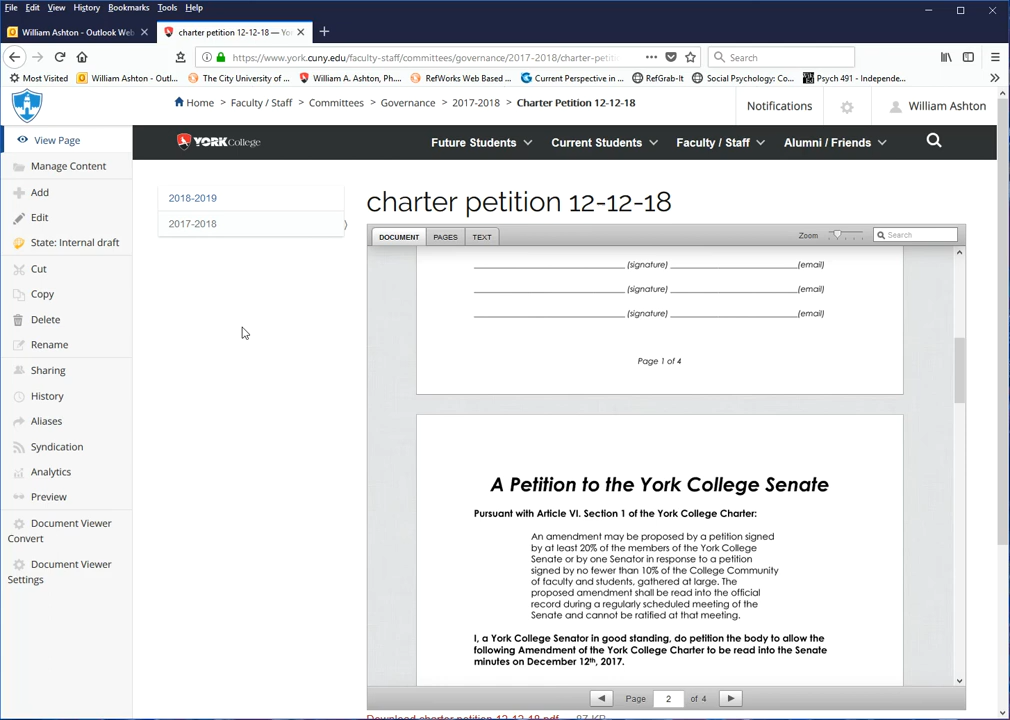 File Edit View History Bookmarks Tools Help
William Ashton - Outlook Web
charter petition 12-12-18 — Yo
https://www.york.cuny.edu/faculty-staff/committees/governance/2017-2018/charter-petit
Search
Most Visited
William Ashton - Outl...
The City University of ...
William A. Ashton, Ph....
RefWorks Web Based ...
Current Perspective in ...
RefGrab-It
Social Psychology: Co...
Psych 491 - Independe...
Home > Faculty / Staff > Committees > Governance > 2017-2018 > Charter Petition 12-12-18
Notifications
William Ashton
View Page
Manage Content
Add
Edit
State: Internal draft
Cut
Copy
Delete
Rename
Sharing
History
Aliases
Syndication
Analytics
Preview
Document Viewer
Convert
Document Viewer
Settings
YORK College
Future Students
Current Students
Faculty / Staff
Alumni / Friends
2018-2019
2017-2018
charter petition 12-12-18
DOCUMENT PAGES TEXT
Zoom
Search
(signature) (email)
(signature) (email)
(signature) (email)
Page 1 of 4
A Petition to the York College Senate
Pursuant with Article VI. Section 1 of the York College Charter:
An amendment may be proposed by a petition signed
by at least 20% of the members of the York College
Senate or by one Senator in response to a petition
signed by no fewer than 10% of the College Community
of faculty and students, gathered at large. The
proposed amendment shall be read into the official
record during a regularly scheduled meeting of the
Senate and cannot be ratified at that meeting.
I, a York College Senator in good standing, do petition the body to allow the
following Amendment of the York College Charter to be read into the Senate
minutes on December 12th, 2017.
Page 2 of 4
Download charter petition 12-12-18.pdf — 87 KB